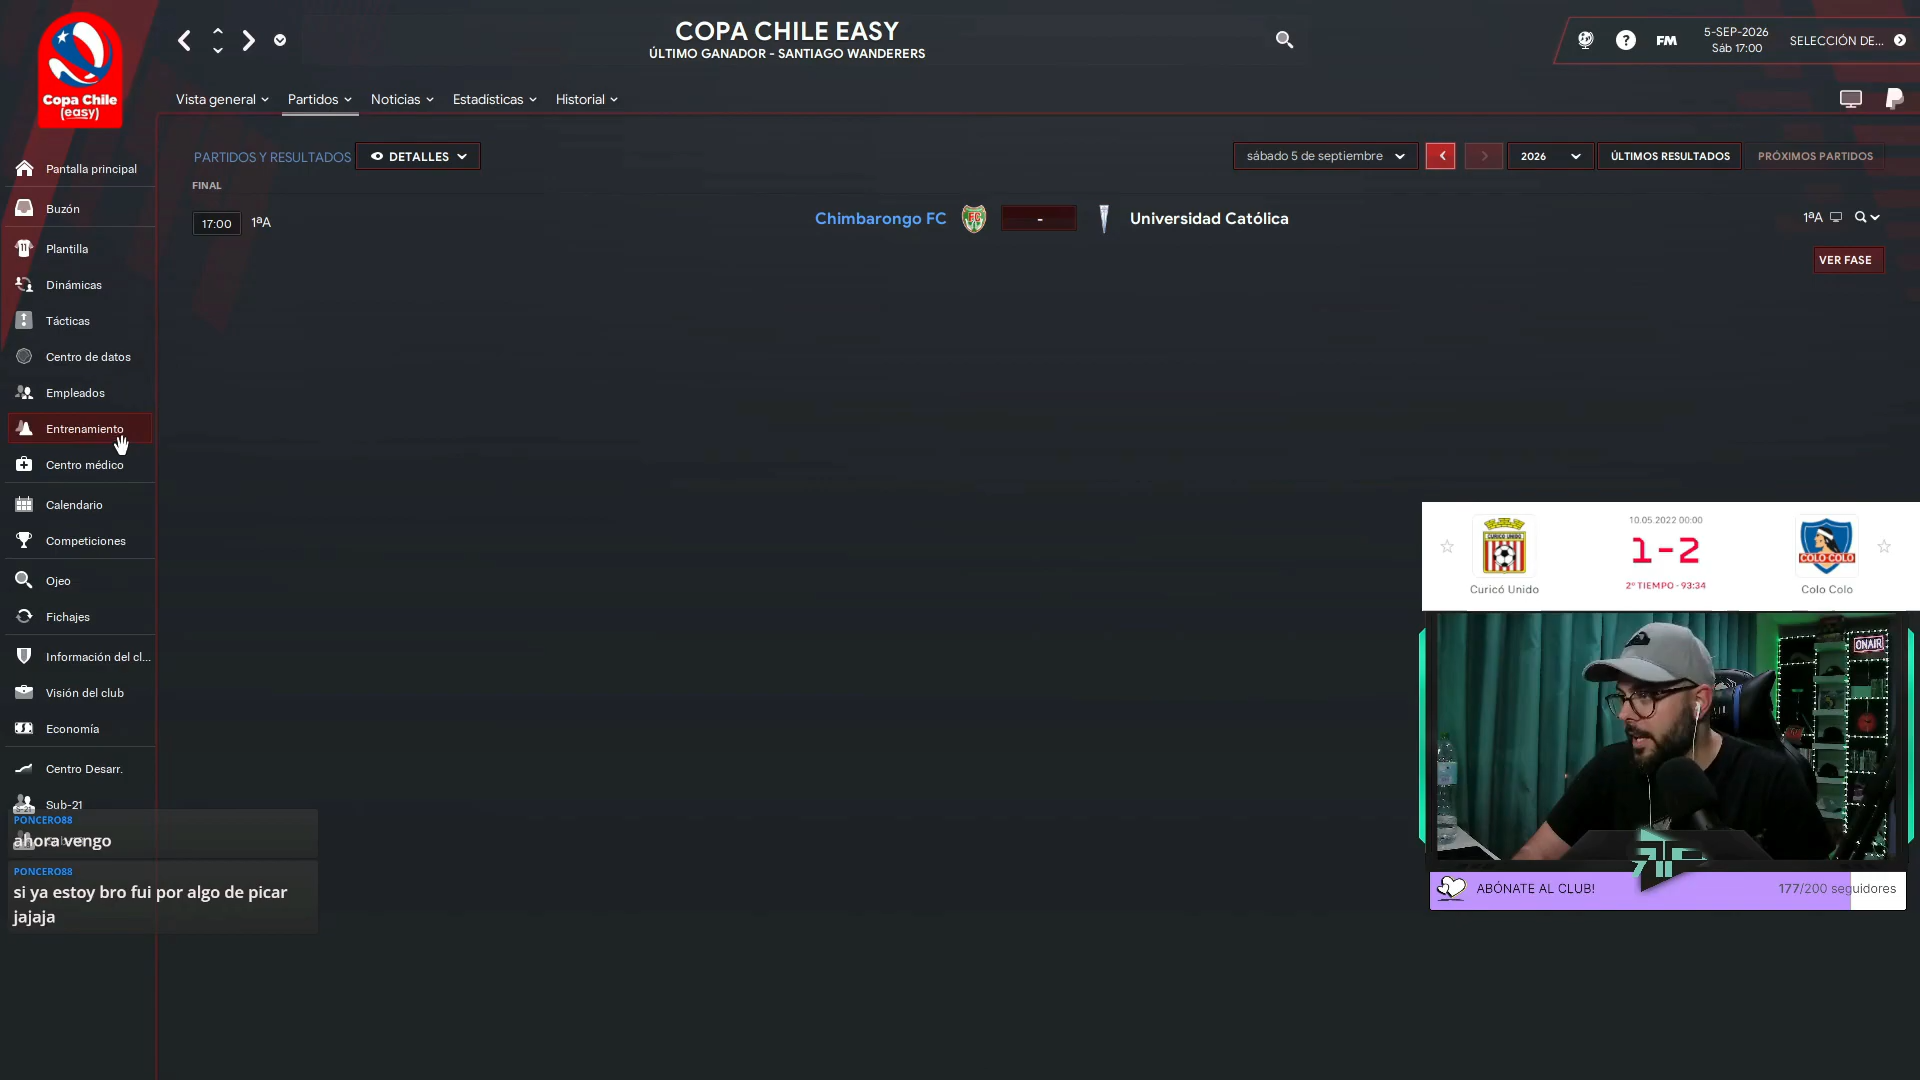 COPA CHILE EASY
ÚLTIMO GANADOR - SANTIAGO WANDERERS
FM
5-SEP-2026
Sáb 17:00
SELECCIÓN DE...
Copa Chile
(easy)
Vista general
Partidos
Noticias
Estadísticas
Historial
PARTIDOS Y RESULTADOS
DETALLES
sábado 5 de septiembre
2026
ÚLTIMOS RESULTADOS
PRÓXIMOS PARTIDOS
FINAL
17:00
1ªA
Chimbarongo FC
-
Universidad Católica
1ªA
VER FASE
Pantalla principal
Buzón
Plantilla
Dinámicas
Tácticas
Centro de datos
Empleados
Entrenamiento
Centro médico
Calendario
Competiciones
Ojeo
Fichajes
Información del cl...
Visión del club
Economía
Centro Desarr.
Sub-21
PONCERO88
ahora vengo
PONCERO88
si ya estoy bro fui por algo de picar
jajaja
10.05.2022 00:00
1-2
2º TIEMPO - 93:34
CURICO UNIDO
Curicó Unido
COLO COLO
Colo Colo
ONAIR
ABÓNATE AL CLUB!
177/200 seguidores